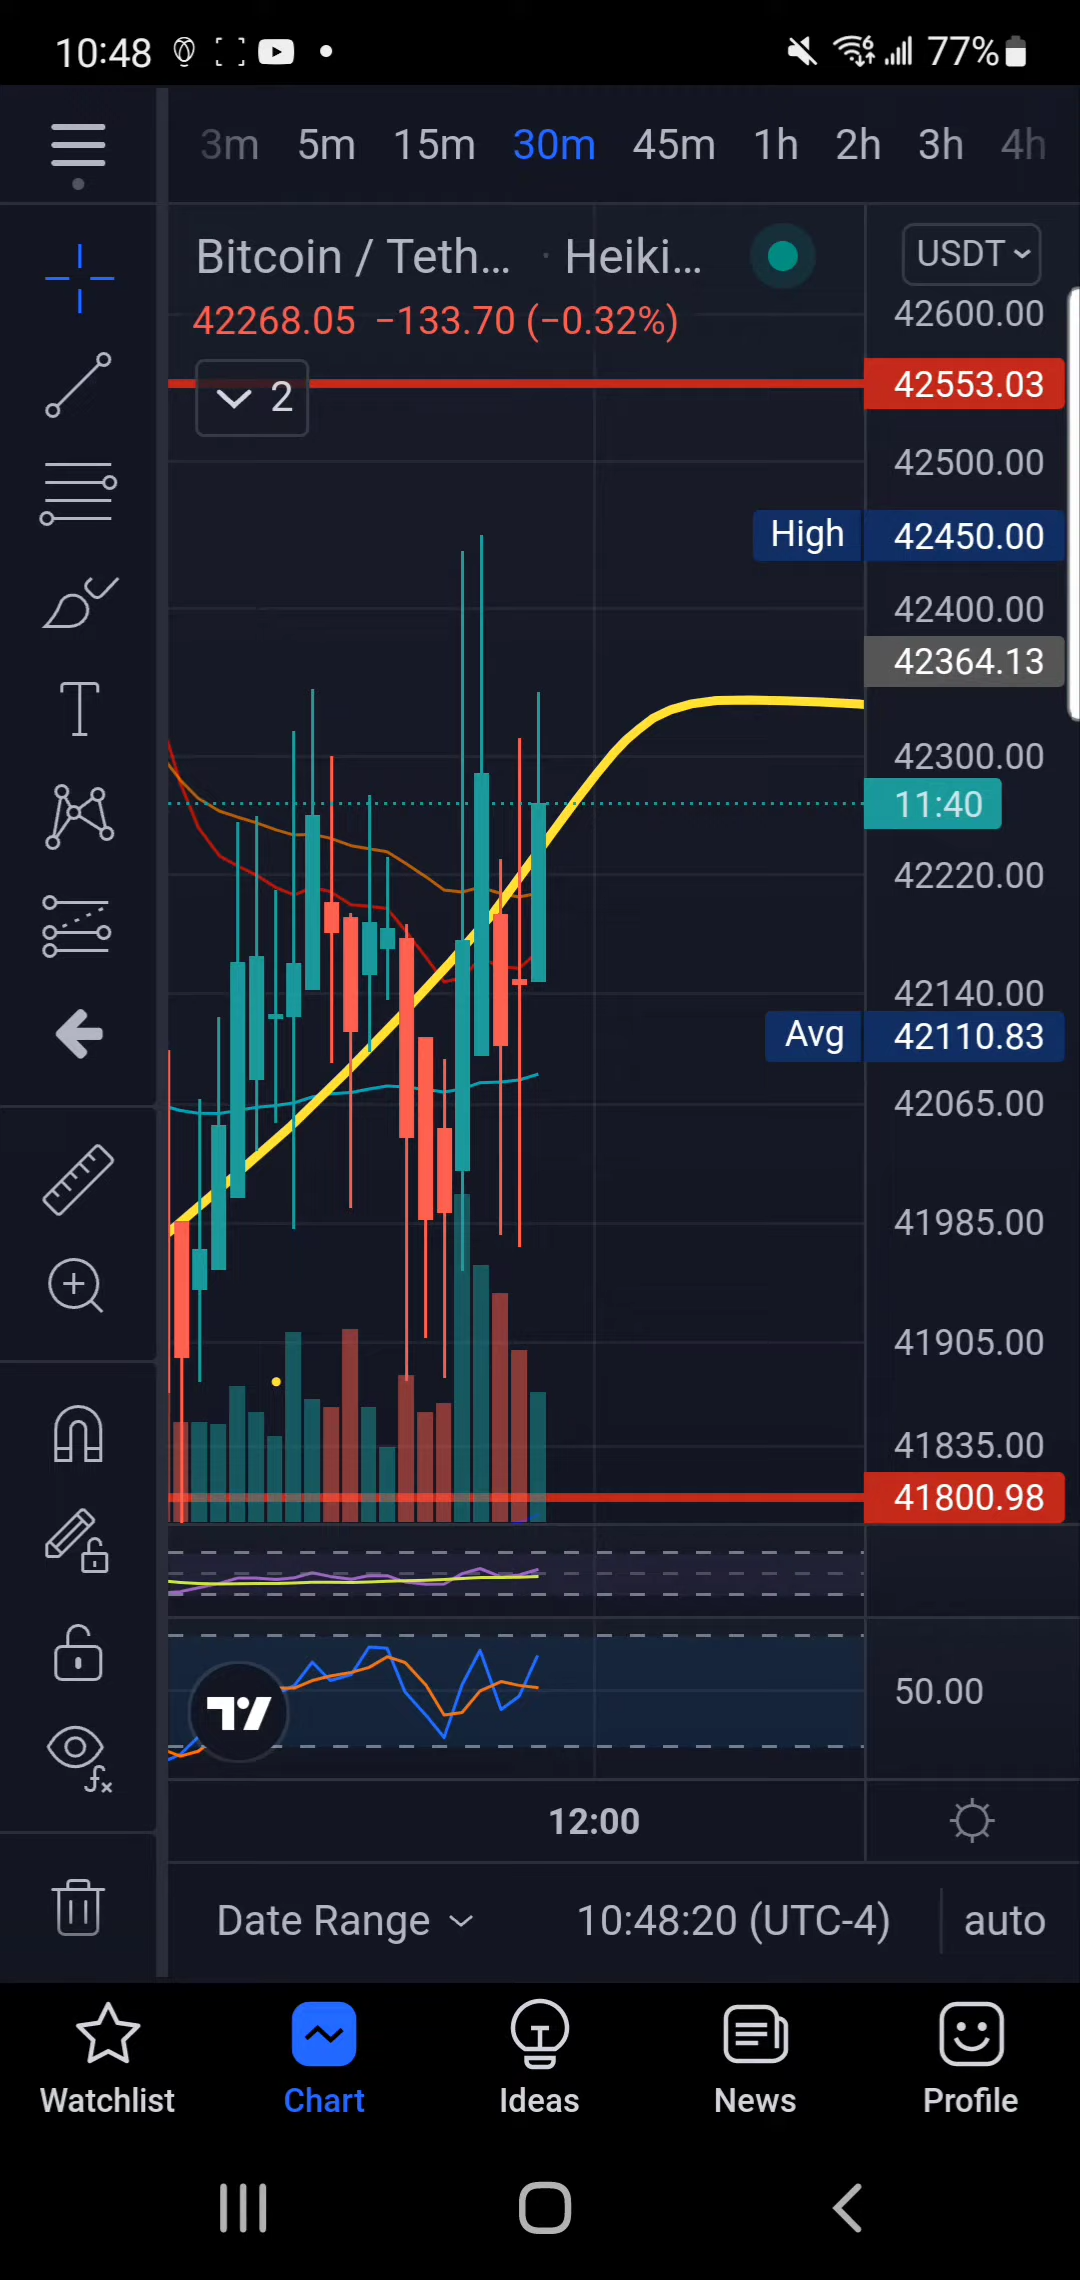 10:48 77%
3m 5m 15m 30m 45m 1h 2h 3h 4h
Bitcoin / Teth... · Heiki... USDT
42268.05 −133.70 (−0.32%)
42600.00
2
42553.03
42500.00
High 42450.00
42400.00
42364.13
42300.00
11:40
42220.00
42140.00
Avg 42110.83
42065.00
41985.00
41905.00
41835.00
41800.98
50.00
12:00
Date Range 10:48:20 (UTC-4) auto
Watchlist Chart Ideas News Profile